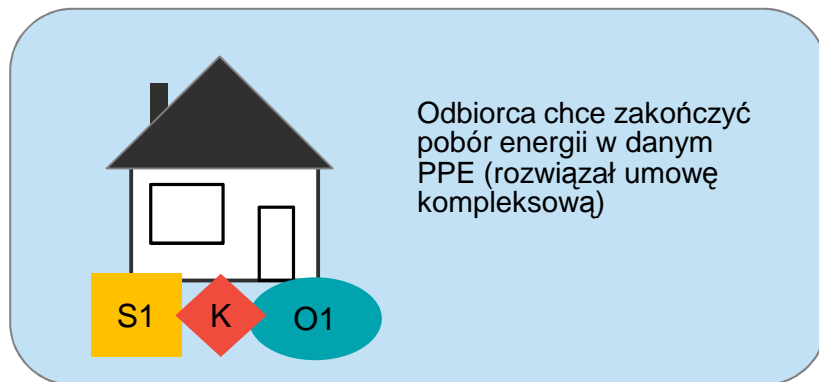 Odbiorca chce zakończyć
pobór energii w danym
PPE (rozwiązał umowę
kompleksową)
S1 K O1